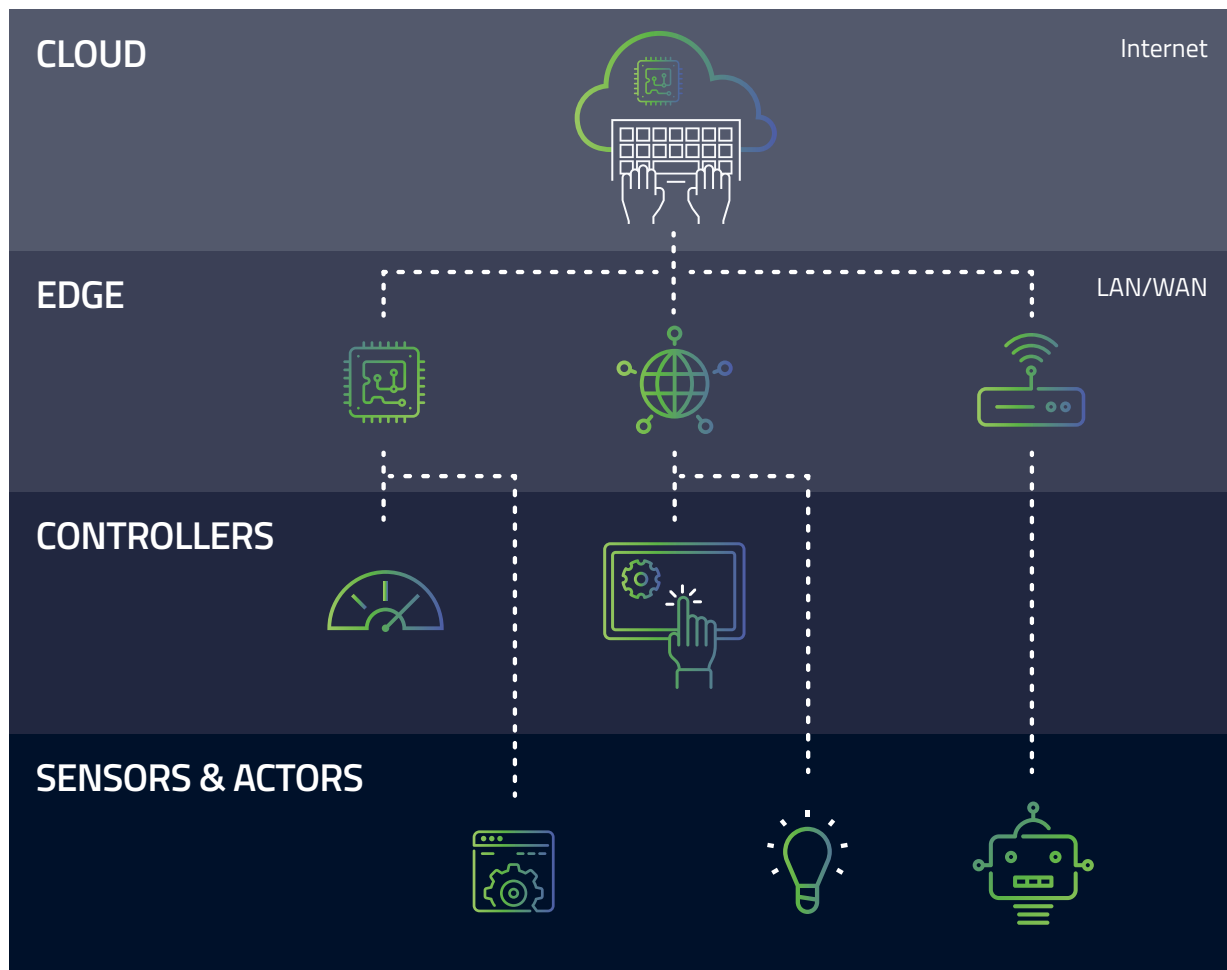 CLOUD
Internet
EDGE
LAN/WAN
CONTROLLERS
SENSORS & ACTORS